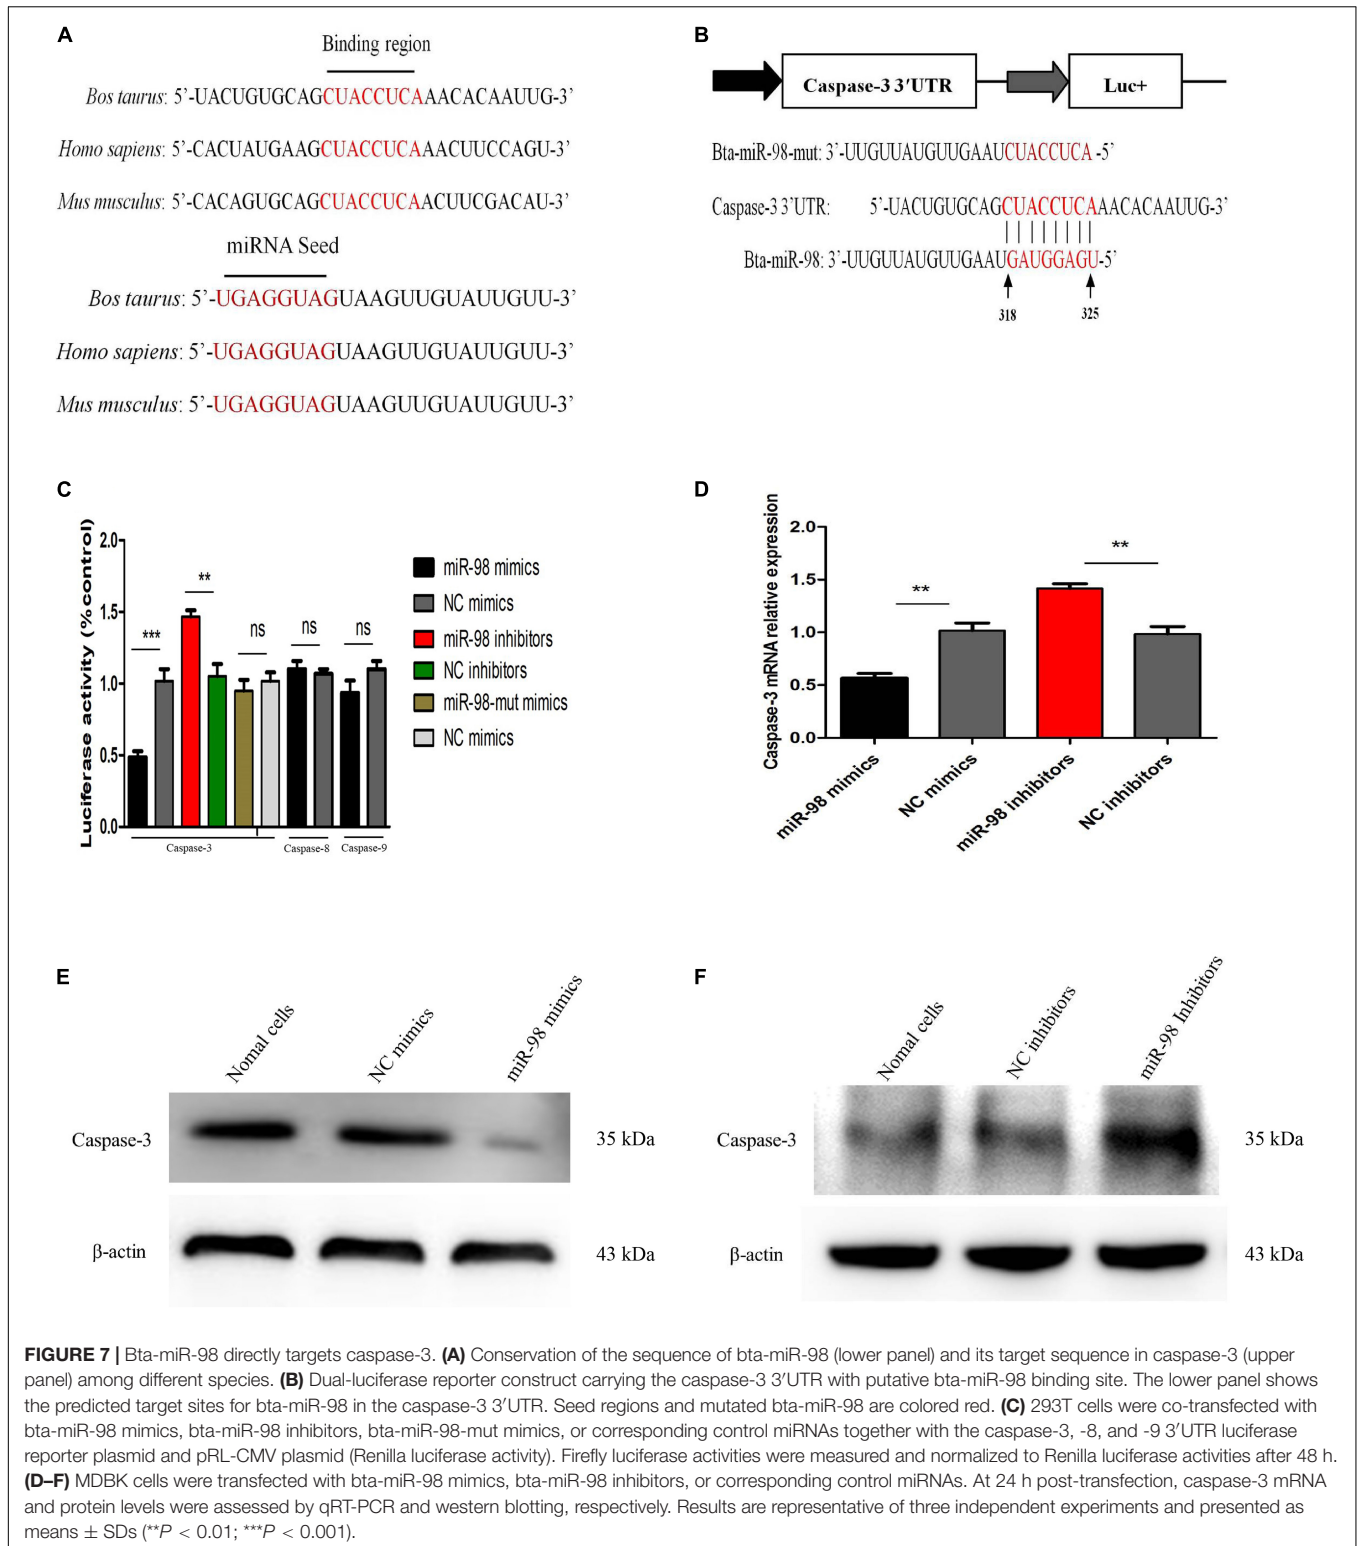 A
Binding region
Bos taurus: 5’-UACUGUGCAGCUACCUCAAACACAAUUG-3’
Homo sapiens: 5’-CACUAUGAAGCUACCUCAAACUUCCAGU-3’
Mus musculus: 5’-CACAGUGCAGCUACCUCAACUUCGACAU-3’
miRNA Seed
Bos taurus: 5’-UGAGGUAGUAAGUUGUAUUGUU-3’
Homo sapiens: 5’-UGAGGUAGUAAGUUGUAUUGUU-3’
Mus musculus: 5’-UGAGGUAGUAAGUUGUAUUGUU-3’
B
Caspase-3 3′UTR
Luc+
Bta-miR-98-mut: 3’-UUGUUAUGUUGAAUCUACCUCA -5’
Caspase-3 3’UTR: 5’-UACUGUGCAGCUACCUCAAACACAAUUG-3’
Bta-miR-98: 3’-UUGUUAUGUUGAAUGAUGGAGU-5’
318 325
C
Luciferase activity (%control)
2.0
1.5
1.0
0.5
0.0
***
**
ns
ns
ns
Caspase-3 Caspase-8 Caspase-9
miR-98 mimics
NC mimics
miR-98 inhibitors
NC inhibitors
miR-98-mut mimics
NC mimics
D
Caspase-3 mRNA relative expression
2.0
1.5
1.0
0.5
0.0
**
**
miR-98 mimics
NC mimics
miR-98 inhibitors
NC inhibitors
E
Nomal cells
NC mimics
miR-98 mimics
Caspase-3 35 kDa
β-actin 43 kDa
F
Nomal cells
NC inhibitors
miR-98 Inhibitors
Caspase-3 35 kDa
β-actin 43 kDa
FIGURE 7 | Bta-miR-98 directly targets caspase-3. (A) Conservation of the sequence of bta-miR-98 (lower panel) and its target sequence in caspase-3 (upper
panel) among different species. (B) Dual-luciferase reporter construct carrying the caspase-3 3′UTR with putative bta-miR-98 binding site. The lower panel shows
the predicted target sites for bta-miR-98 in the caspase-3 3′UTR. Seed regions and mutated bta-miR-98 are colored red. (C) 293T cells were co-transfected with
bta-miR-98 mimics, bta-miR-98 inhibitors, bta-miR-98-mut mimics, or corresponding control miRNAs together with the caspase-3, -8, and -9 3′UTR luciferase
reporter plasmid and pRL-CMV plasmid (Renilla luciferase activity). Firefly luciferase activities were measured and normalized to Renilla luciferase activities after 48 h.
(D–F) MDBK cells were transfected with bta-miR-98 mimics, bta-miR-98 inhibitors, or corresponding control miRNAs. At 24 h post-transfection, caspase-3 mRNA
and protein levels were assessed by qRT-PCR and western blotting, respectively. Results are representative of three independent experiments and presented as
means ± SDs (**P < 0.01; ***P < 0.001).